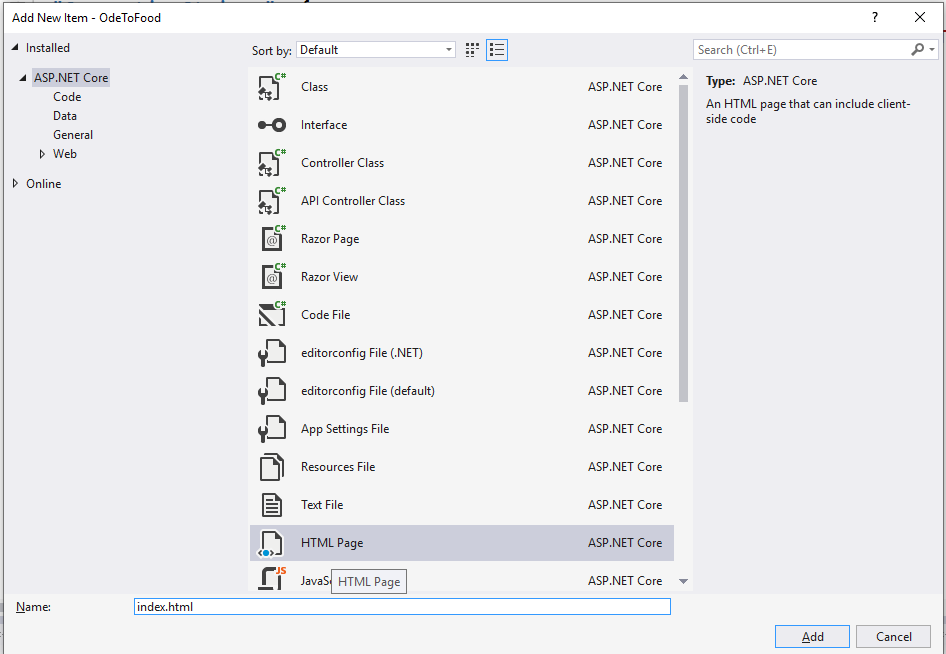 Add New Item - OdeToFood
?
Installed
ASP.NET Core
Code
Data
General
Web
Online
Sort by: Default
Search (Ctrl+E)
C# Class ASP.NET Core
Interface ASP.NET Core
C# Controller Class ASP.NET Core
C# API Controller Class ASP.NET Core
C# @ Razor Page ASP.NET Core
C# @ Razor View ASP.NET Core
C# Code File ASP.NET Core
editorconfig File (.NET) ASP.NET Core
editorconfig File (default) ASP.NET Core
App Settings File ASP.NET Core
Resources File ASP.NET Core
Text File ASP.NET Core
HTML Page ASP.NET Core
JS JavaS ASP.NET Core
HTML Page
Type: ASP.NET Core
An HTML page that can include client-
side code
Name: index.html
Add Cancel